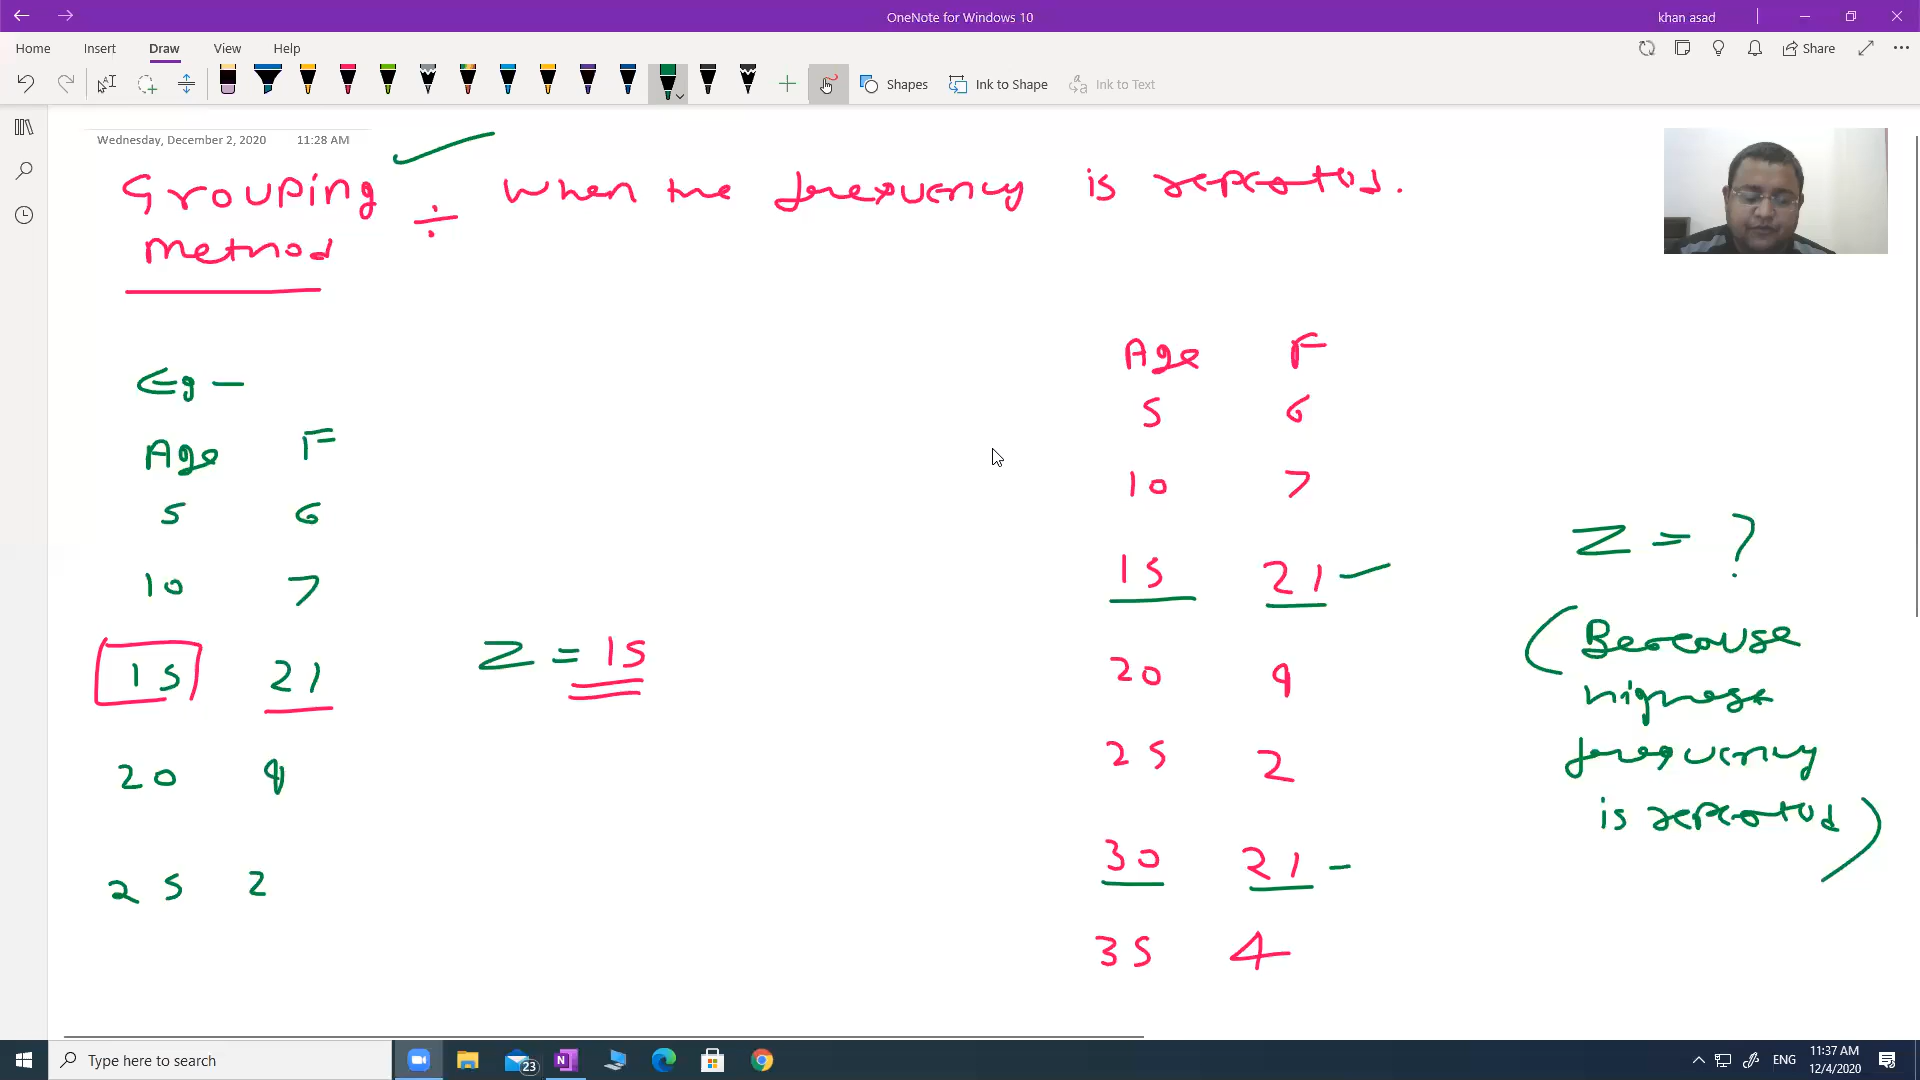 OneNote for Windows 10
khan asad
Home Insert Draw View Help
Share
Shapes Ink to Shape Ink to Text
Wednesday, December 2, 2020 11:28 AM
Grouping Method ÷ When the frequency is repeated.
Eg —
Age F
5 6
10 7
15 21
20 9
25 2
Z = 15
Age F
5 6
10 7
15 21
20 9
25 2
30 21
35 4
Z = ?
(Beacause
highest
frequency
is repeated)
Type here to search
23
ENG
11:37 AM
12/4/2020